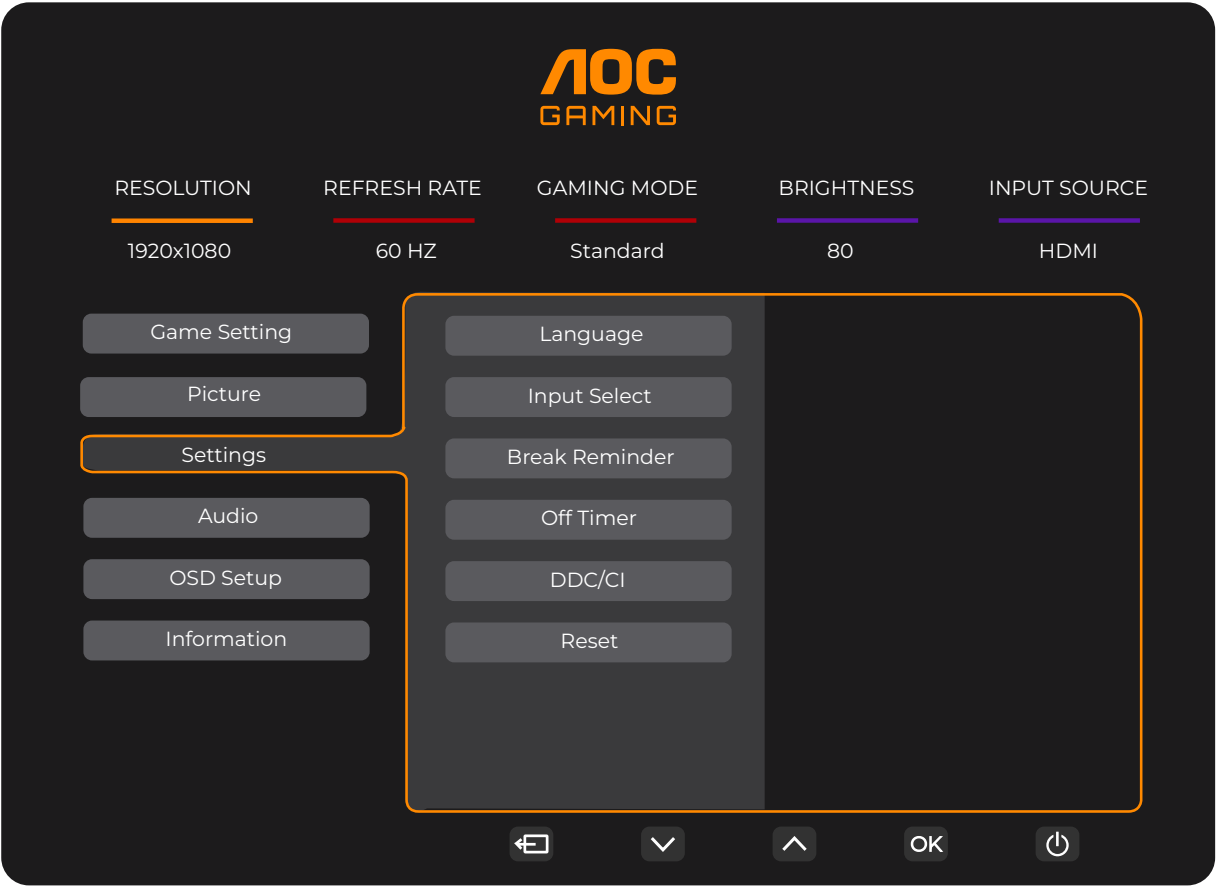 AOC
GAMING
RESOLUTION REFRESH RATE GAMING MODE BRIGHTNESS INPUT SOURCE
1920x1080 60 HZ Standard 80 HDMI
Game Setting
Picture
Settings
Audio
OSD Setup
Information
Language
Input Select
Break Reminder
Off Timer
DDC/CI
Reset
OK